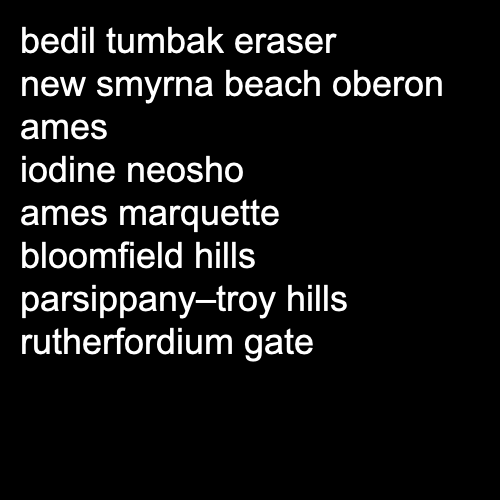 bedil tumbak eraser
new smyrna beach oberon
ames
iodine neosho
ames marquette
bloomfield hills
parsippany–troy hills
rutherfordium gate